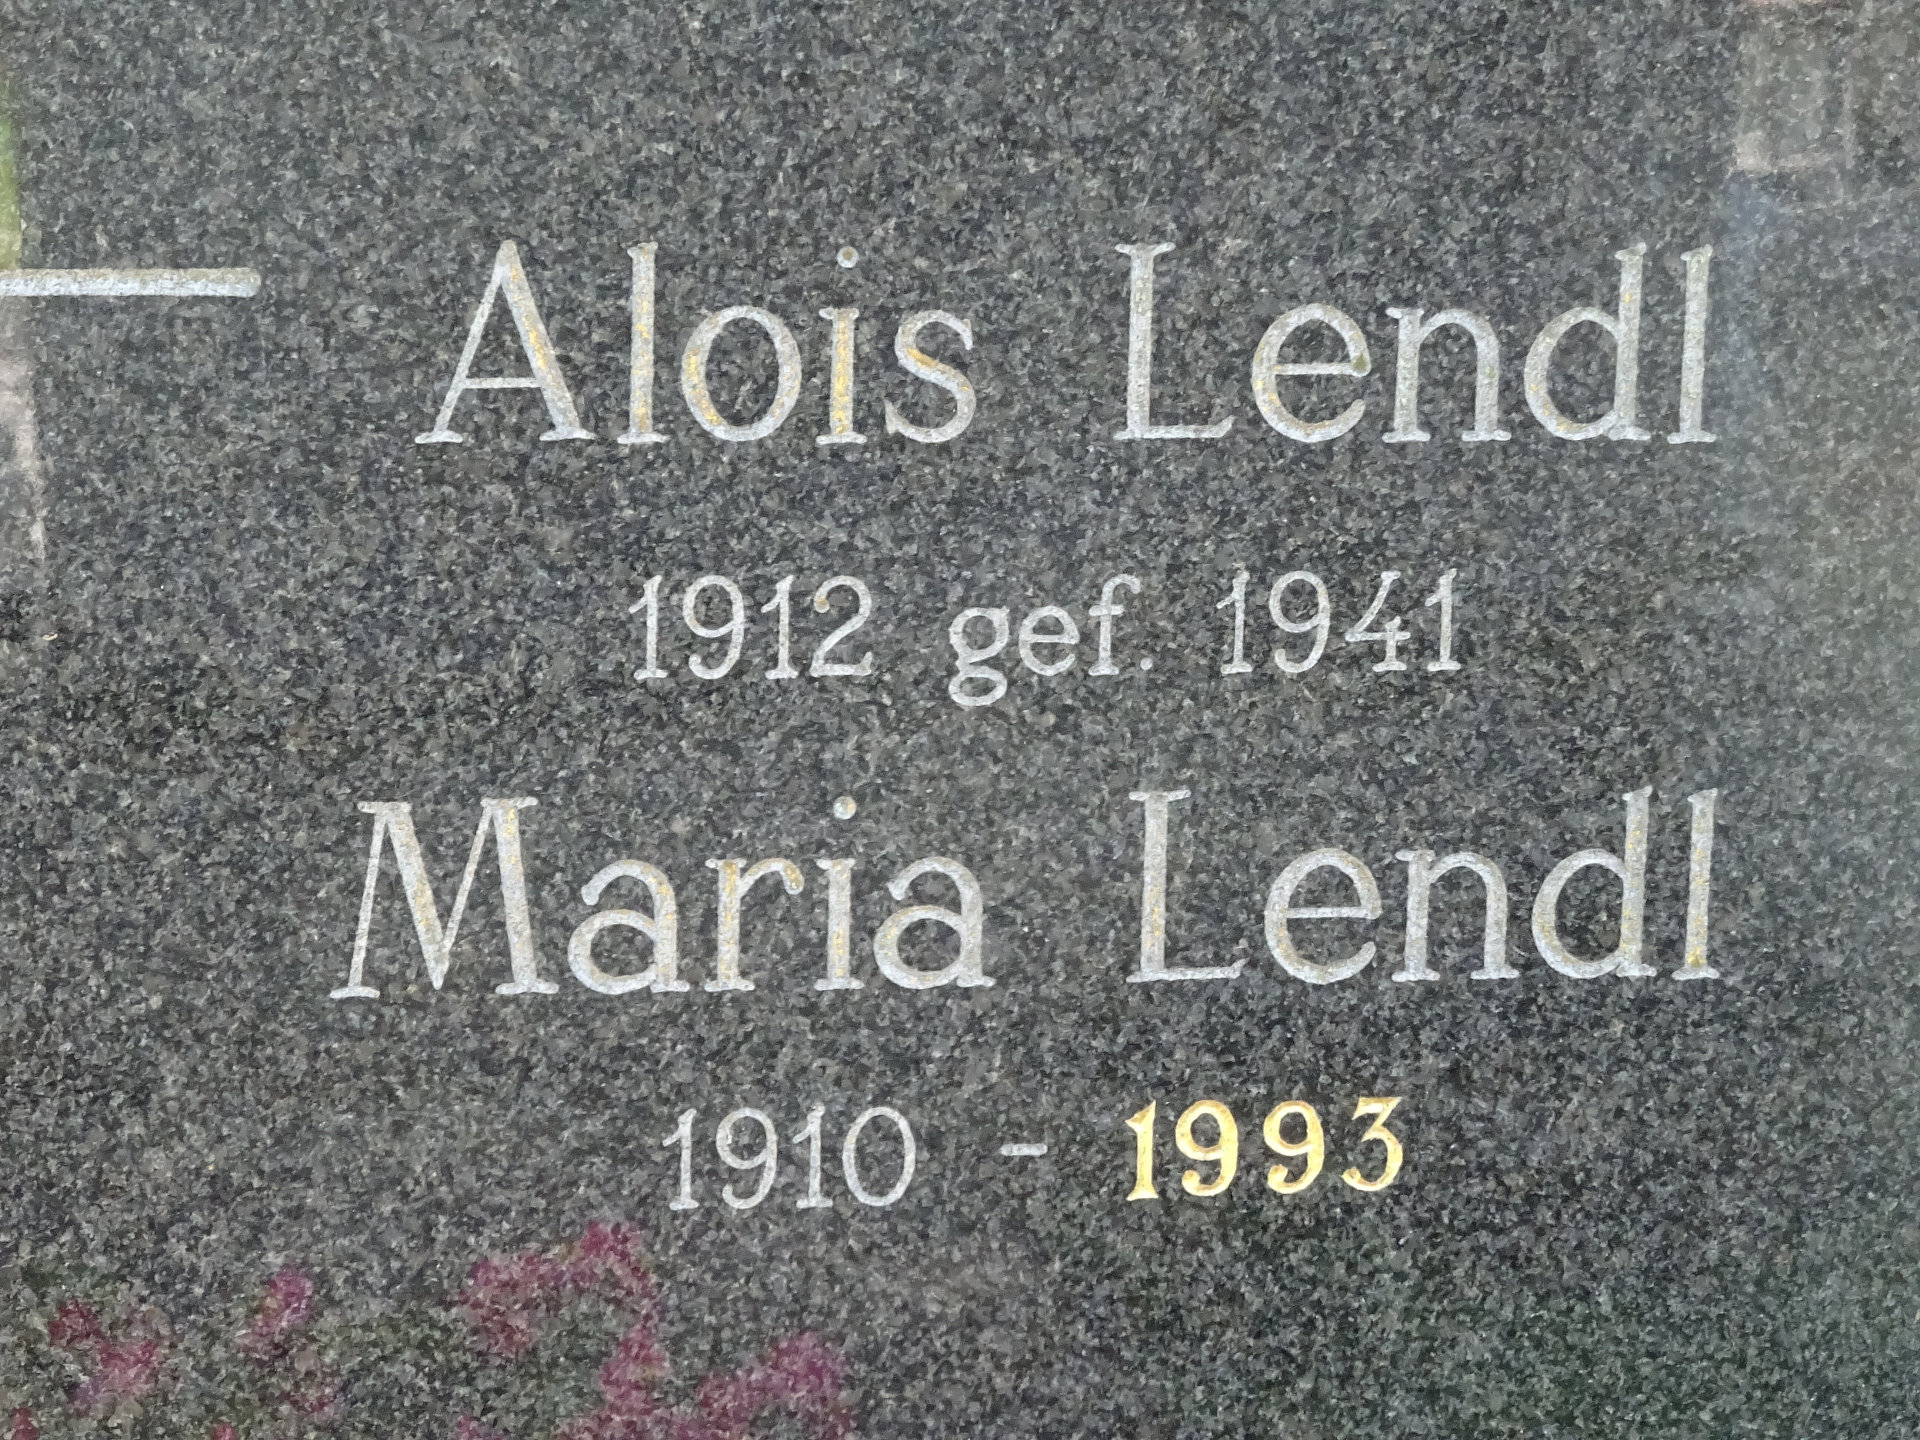 Alois Lendl
1912 gef. 1941
Maria Lendl
1910 - 1993